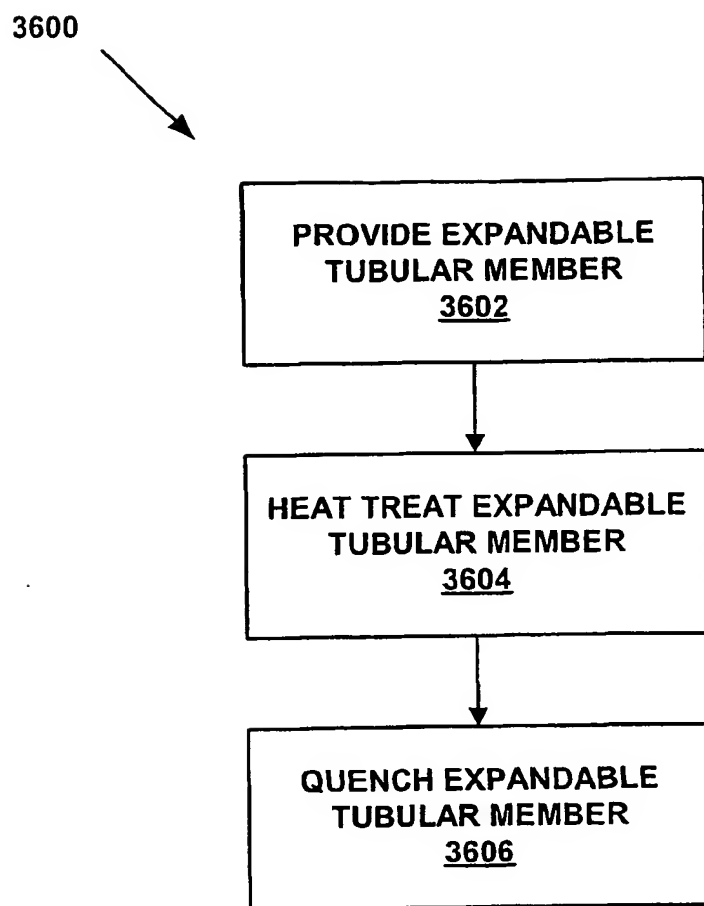 3600
PROVIDE EXPANDABLE
TUBULAR MEMBER
3602
HEAT TREAT EXPANDABLE
TUBULAR MEMBER
3604
QUENCH EXPANDABLE
TUBULAR MEMBER
3606